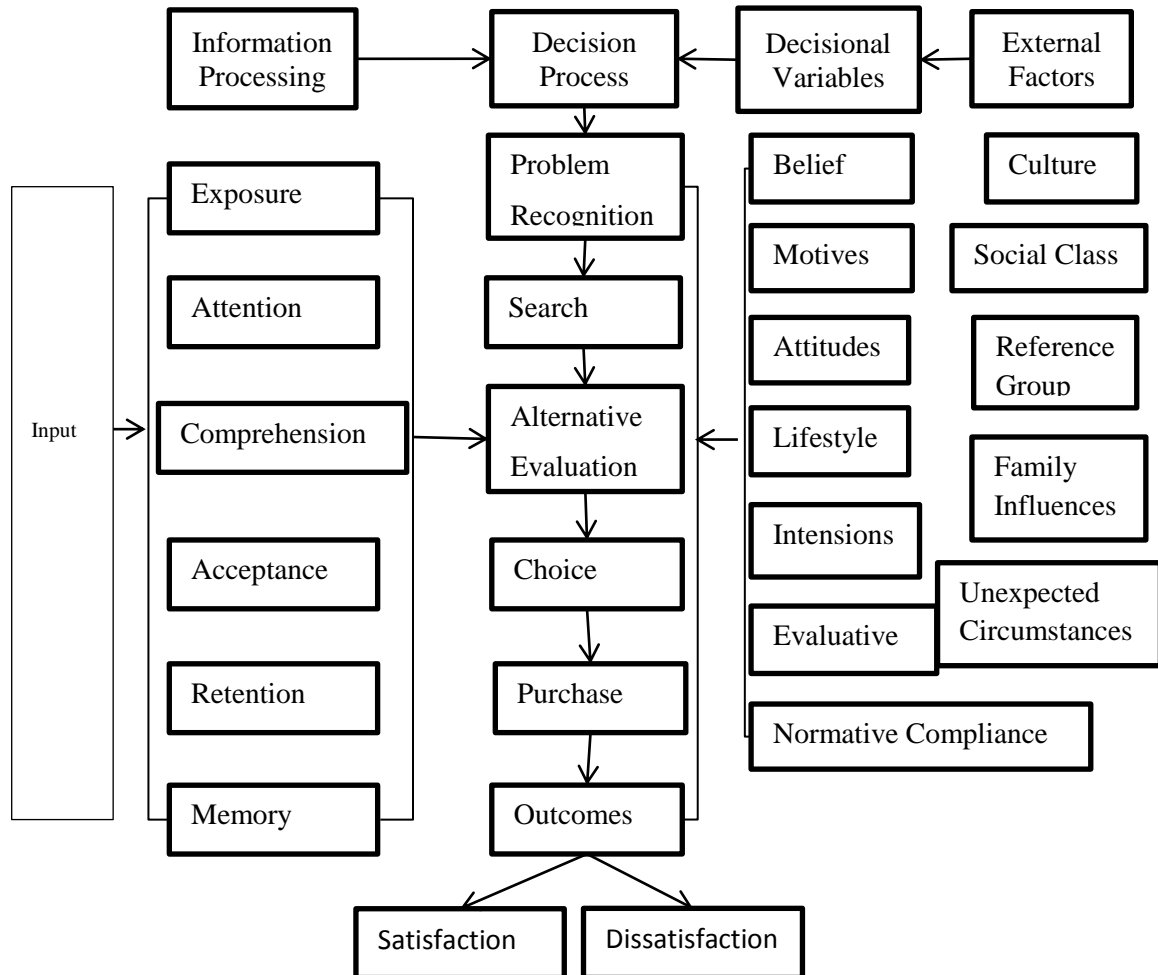 Information
Processing
Decision
Process
Decisional
Variables
External
Factors
Input
Exposure
Attention
Comprehension
Acceptance
Retention
Memory
Problem
Recognition
Search
Alternative
Evaluation
Choice
Purchase
Outcomes
Satisfaction
Dissatisfaction
Belief
Motives
Attitudes
Lifestyle
Intensions
Evaluative
Normative Compliance
Culture
Social Class
Reference
Group
Family
Influences
Unexpected
Circumstances